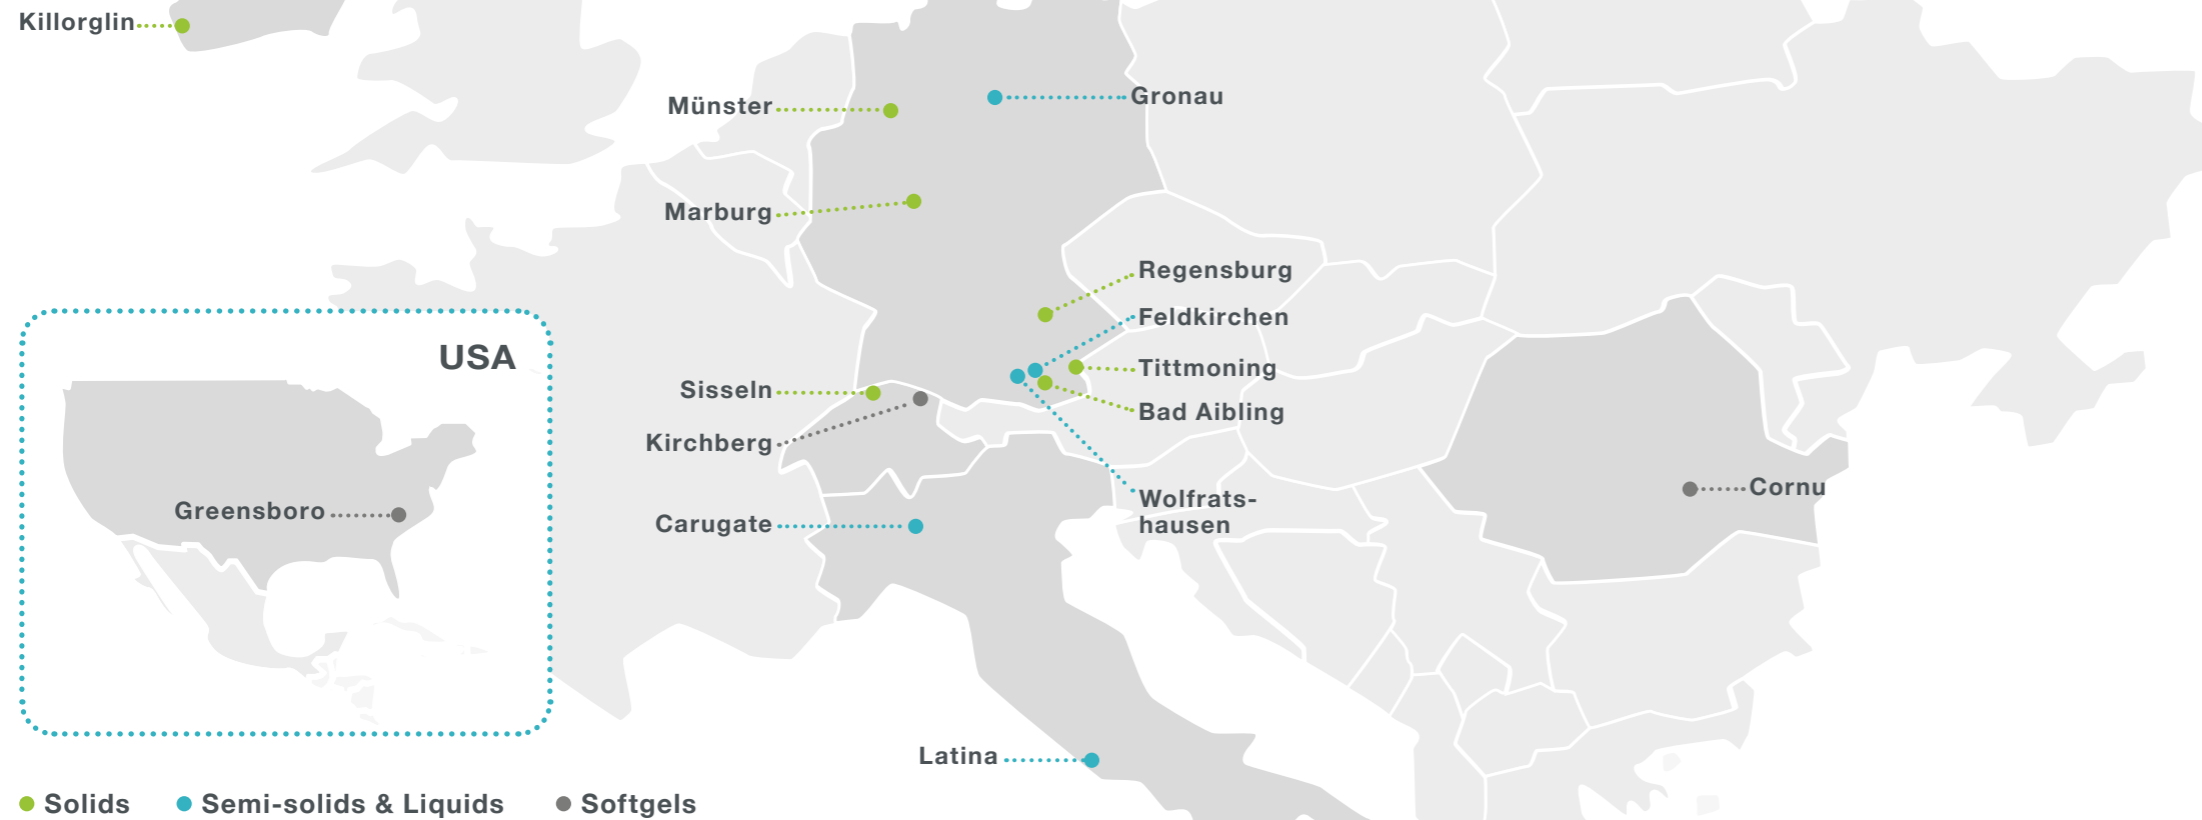 Killorglin
Münster
Gronau
Marburg
Regensburg
Feldkirchen
USA
Tittmoning
Sisseln
Bad Aibling
Kirchberg
Wolfrats-
hausen
Cornu
Greensboro
Carugate
Latina
Solids
Semi-solids & Liquids
Softgels